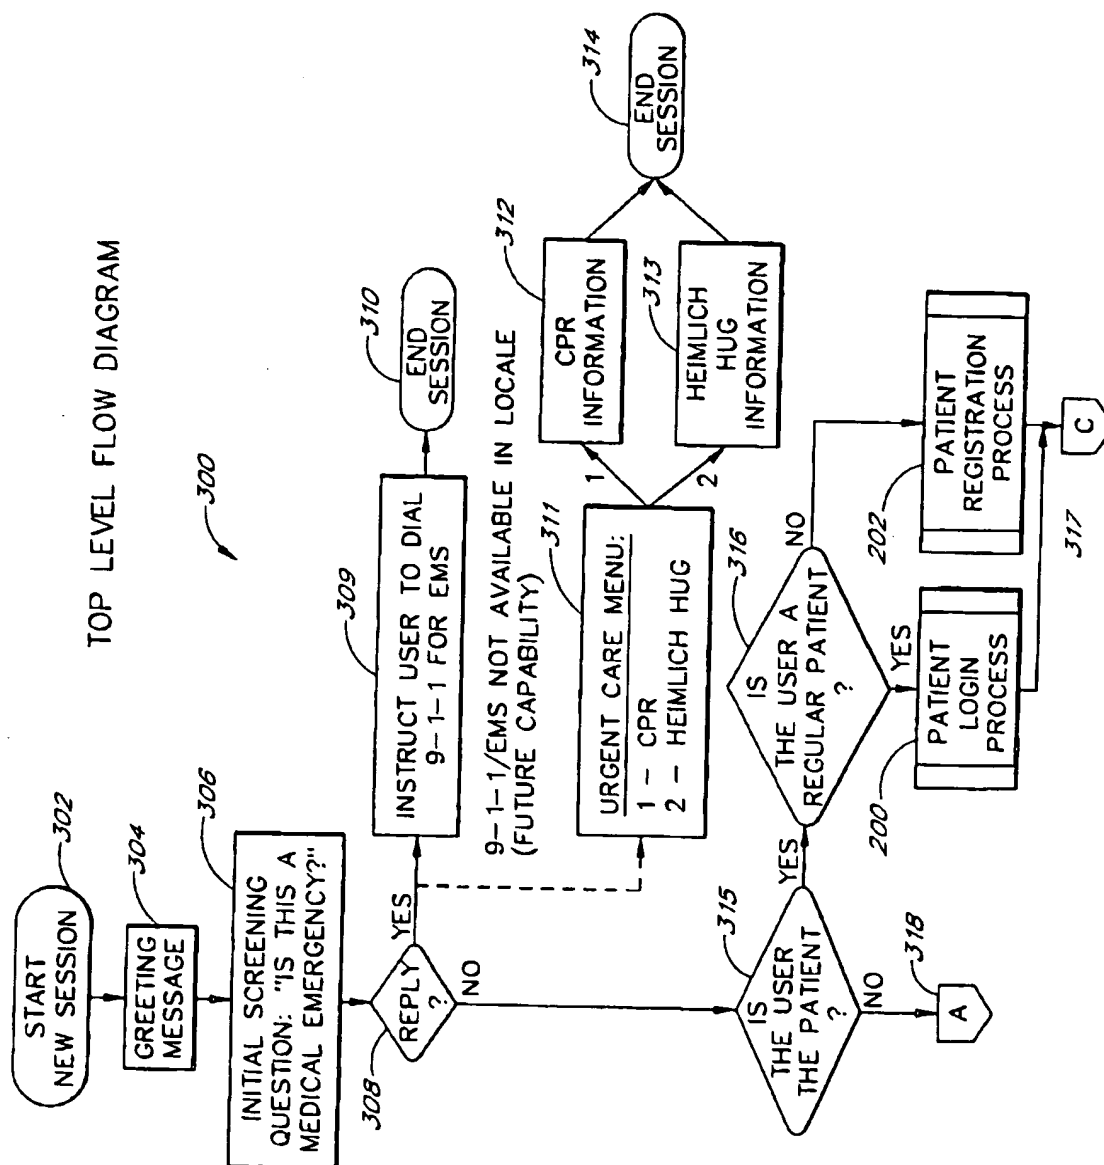 TOP LEVEL FLOW DIAGRAM
300
302
START
NEW SESSION
304
GREETING
MESSAGE
306
INITIAL SCREENING
QUESTION: "IS THIS A
MEDICAL EMERGENCY?"
308
REPLY
?
YES
NO
309
INSTRUCT USER TO DIAL
9-1-1 FOR EMS
310
END
SESSION
9-1-1/EMS NOT AVAILABLE IN LOCALE
(FUTURE CAPABILITY)
311
URGENT CARE MENU:
1 - CPR
2 - HEIMLICH HUG
1
2
312
CPR
INFORMATION
313
HEIMLICH
HUG
INFORMATION
314
END
SESSION
315
IS
THE USER
THE PATIENT
?
YES
NO
318
A
316
IS
THE USER A
REGULAR PATIENT
?
YES
NO
200
PATIENT
LOGIN
PROCESS
202
PATIENT
REGISTRATION
PROCESS
317
C